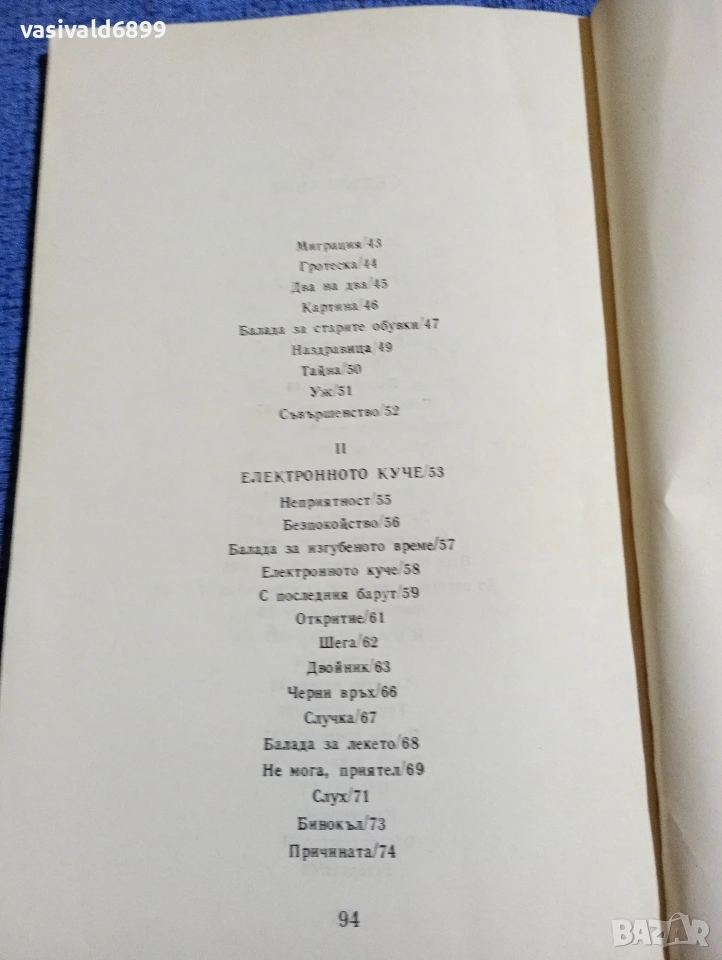 vasivald6899
Миграция/43
Гротеска/44
Два на два/45
Картина/46
Балада за старите обувки/47
Наздравица/49
Тайна/50
Уж/51
Съвършенство/52
II
ЕЛЕКТРОННОТО КУЧЕ/53
Неприятност/55
Безпокойство/56
Балада за изгубеното време/57
Електронното куче/58
С последния барут/59
Откритие/61
Шега/62
Двойник/63
Черни връх/66
Случка/67
Балада за лекето/68
Не мога, приятел/69
Слух/71
Бинокъл/73
Причината/74
94
BAZAR